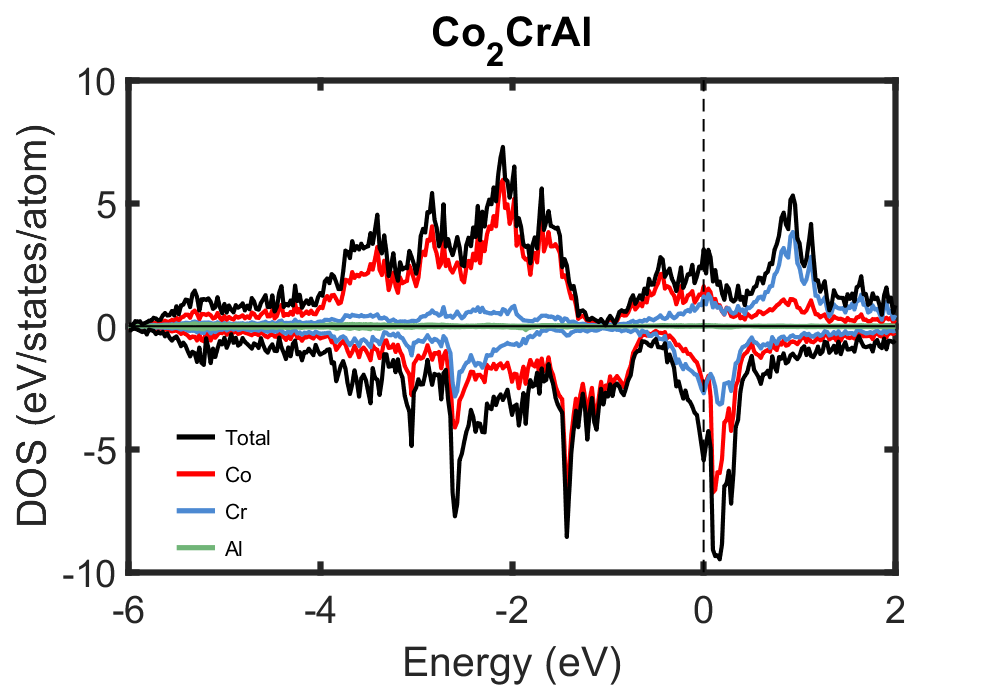 Co₂CrAl
10
5
0
-5
-10
DOS (eV/states/atom)
Total
Co
Cr
Al
-6 -4 -2 0 2
Energy (eV)